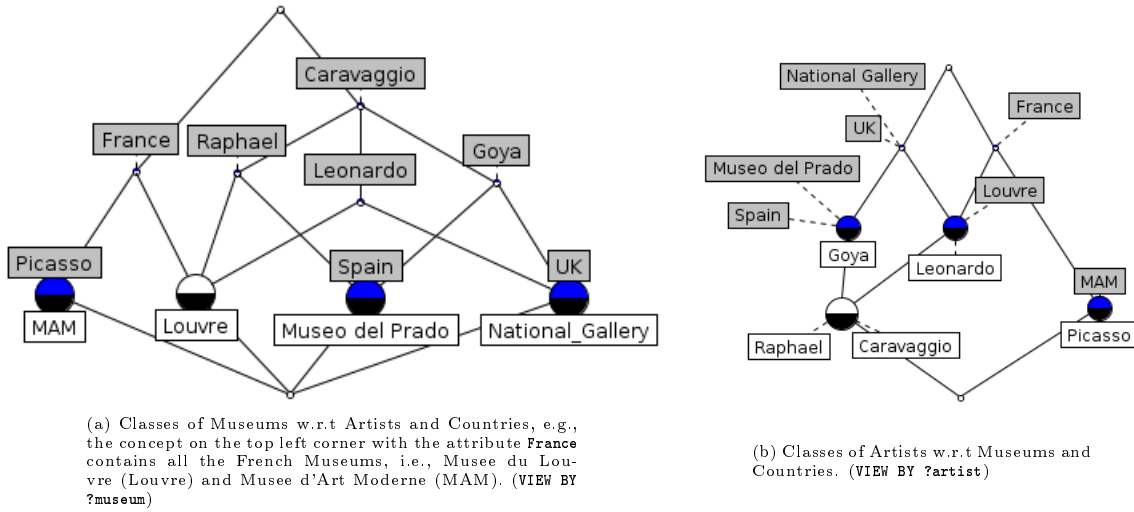 Caravaggio
France
Raphael
Goya
Leonardo
Picasso
Spain
UK
MAM
Louvre
Museo del Prado
National_Gallery
(a) Classes of Museums w.r.t Artists and Countries, e.g.,
the concept on the top left corner with the attribute France
contains all the French Museums, i.e., Musee du Lou-
vre (Louvre) and Musee d'Art Moderne (MAM). (VIEW BY
?museum)
National Gallery
France
UK
Museo del Prado
Louvre
Spain
Goya
Leonardo
MAM
Raphael
Caravaggio
Picasso
(b) Classes of Artists w.r.t Museums and
Countries. (VIEW BY ?artist)